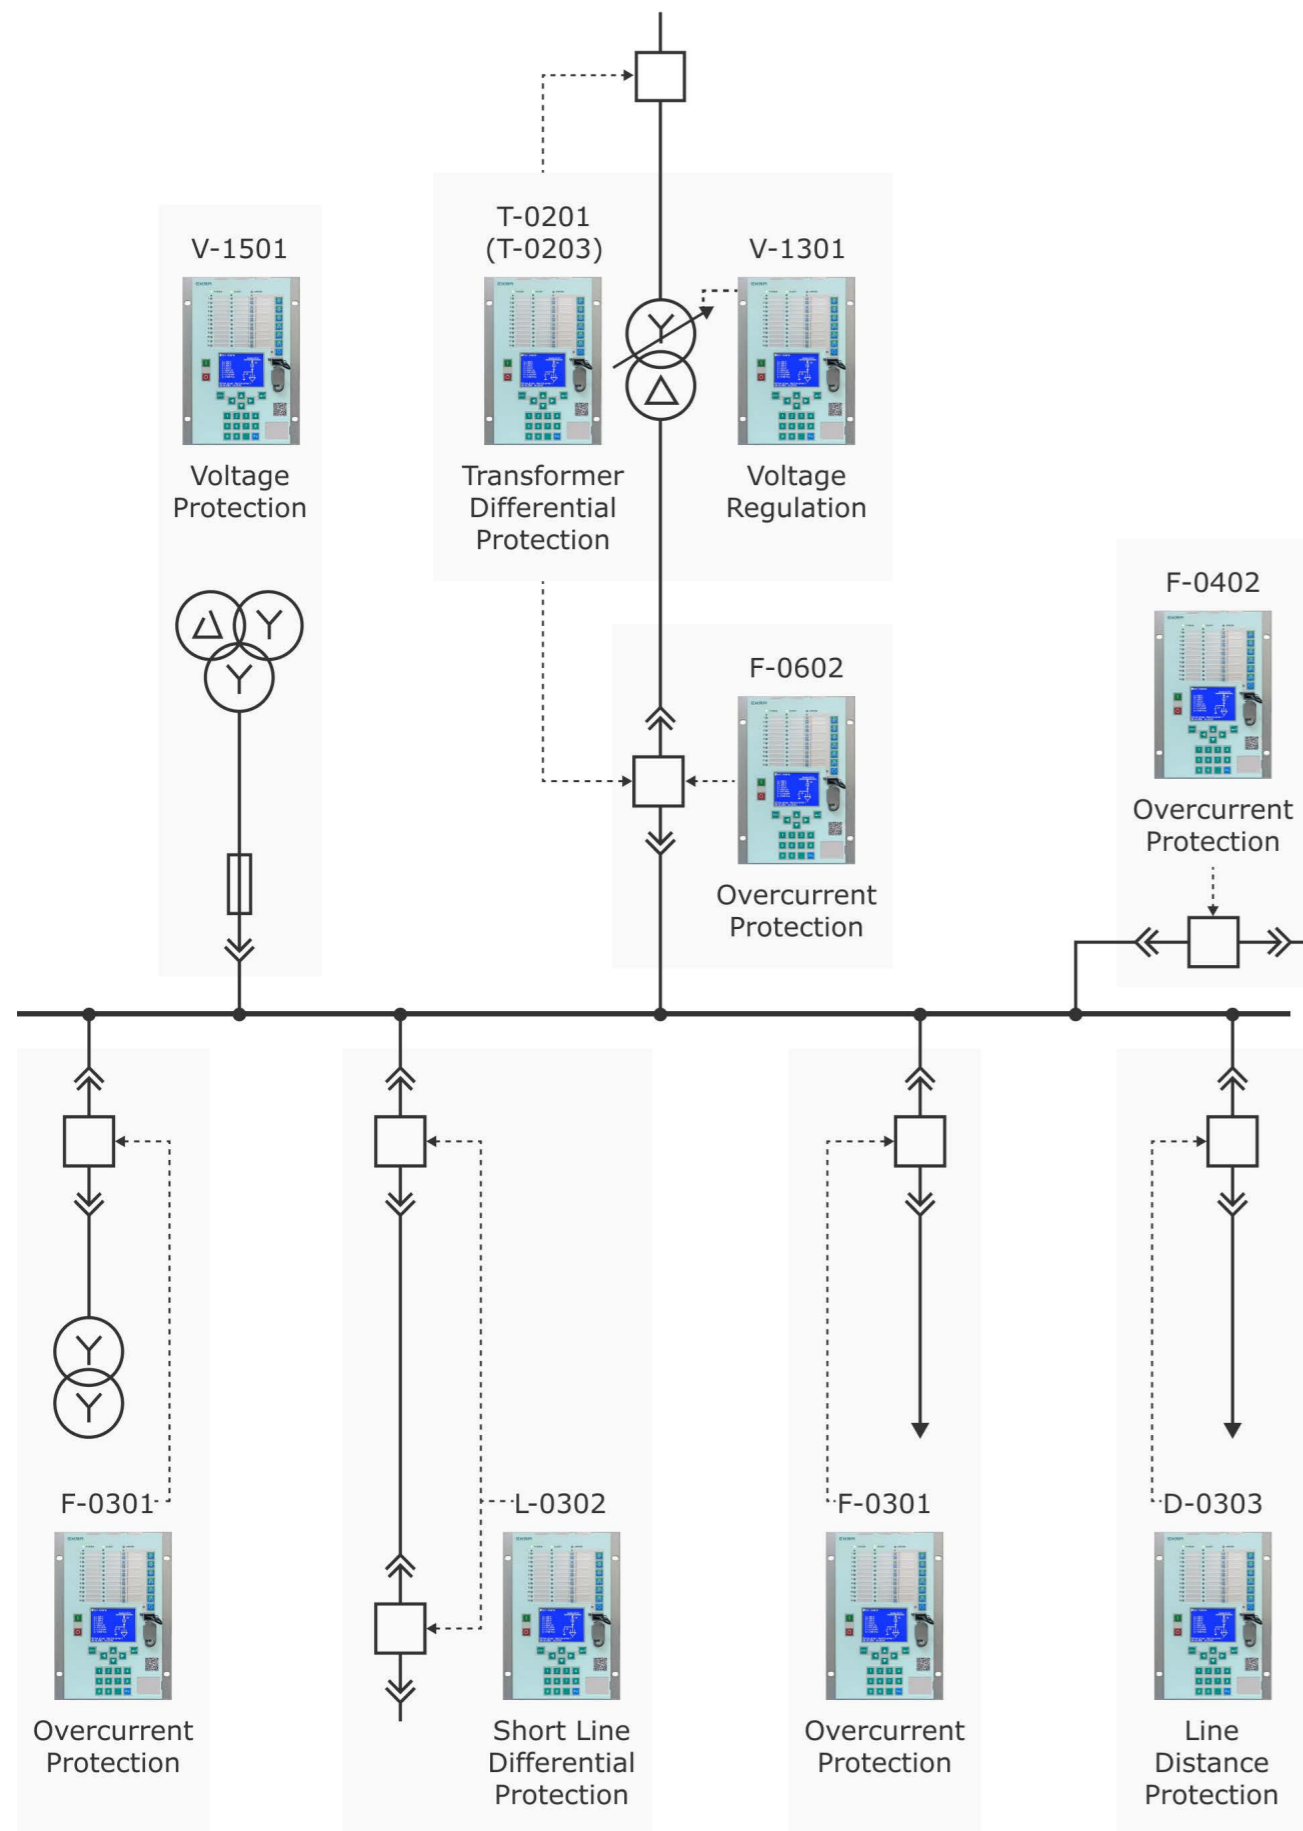 T-0201
(T-0203)
V-1501
V-1301
Voltage
Protection
Transformer
Differential
Protection
Voltage
Regulation
F-0402
F-0602
Overcurrent
Protection
Overcurrent
Protection
F-0301
L-0302
F-0301
D-0303
Overcurrent
Protection
Short Line
Differential
Protection
Overcurrent
Protection
Line
Distance
Protection